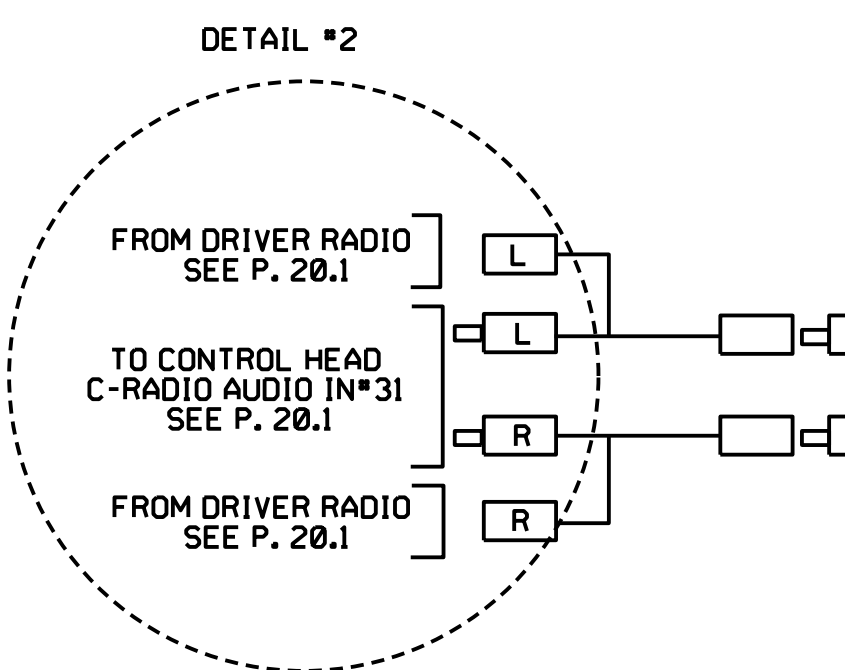 DETAIL #2
FROM DRIVER RADIO
SEE P. 20.1
L
L
TO CONTROL HEAD
C-RADIO AUDIO IN#31
SEE P. 20.1
R
FROM DRIVER RADIO
SEE P. 20.1
R